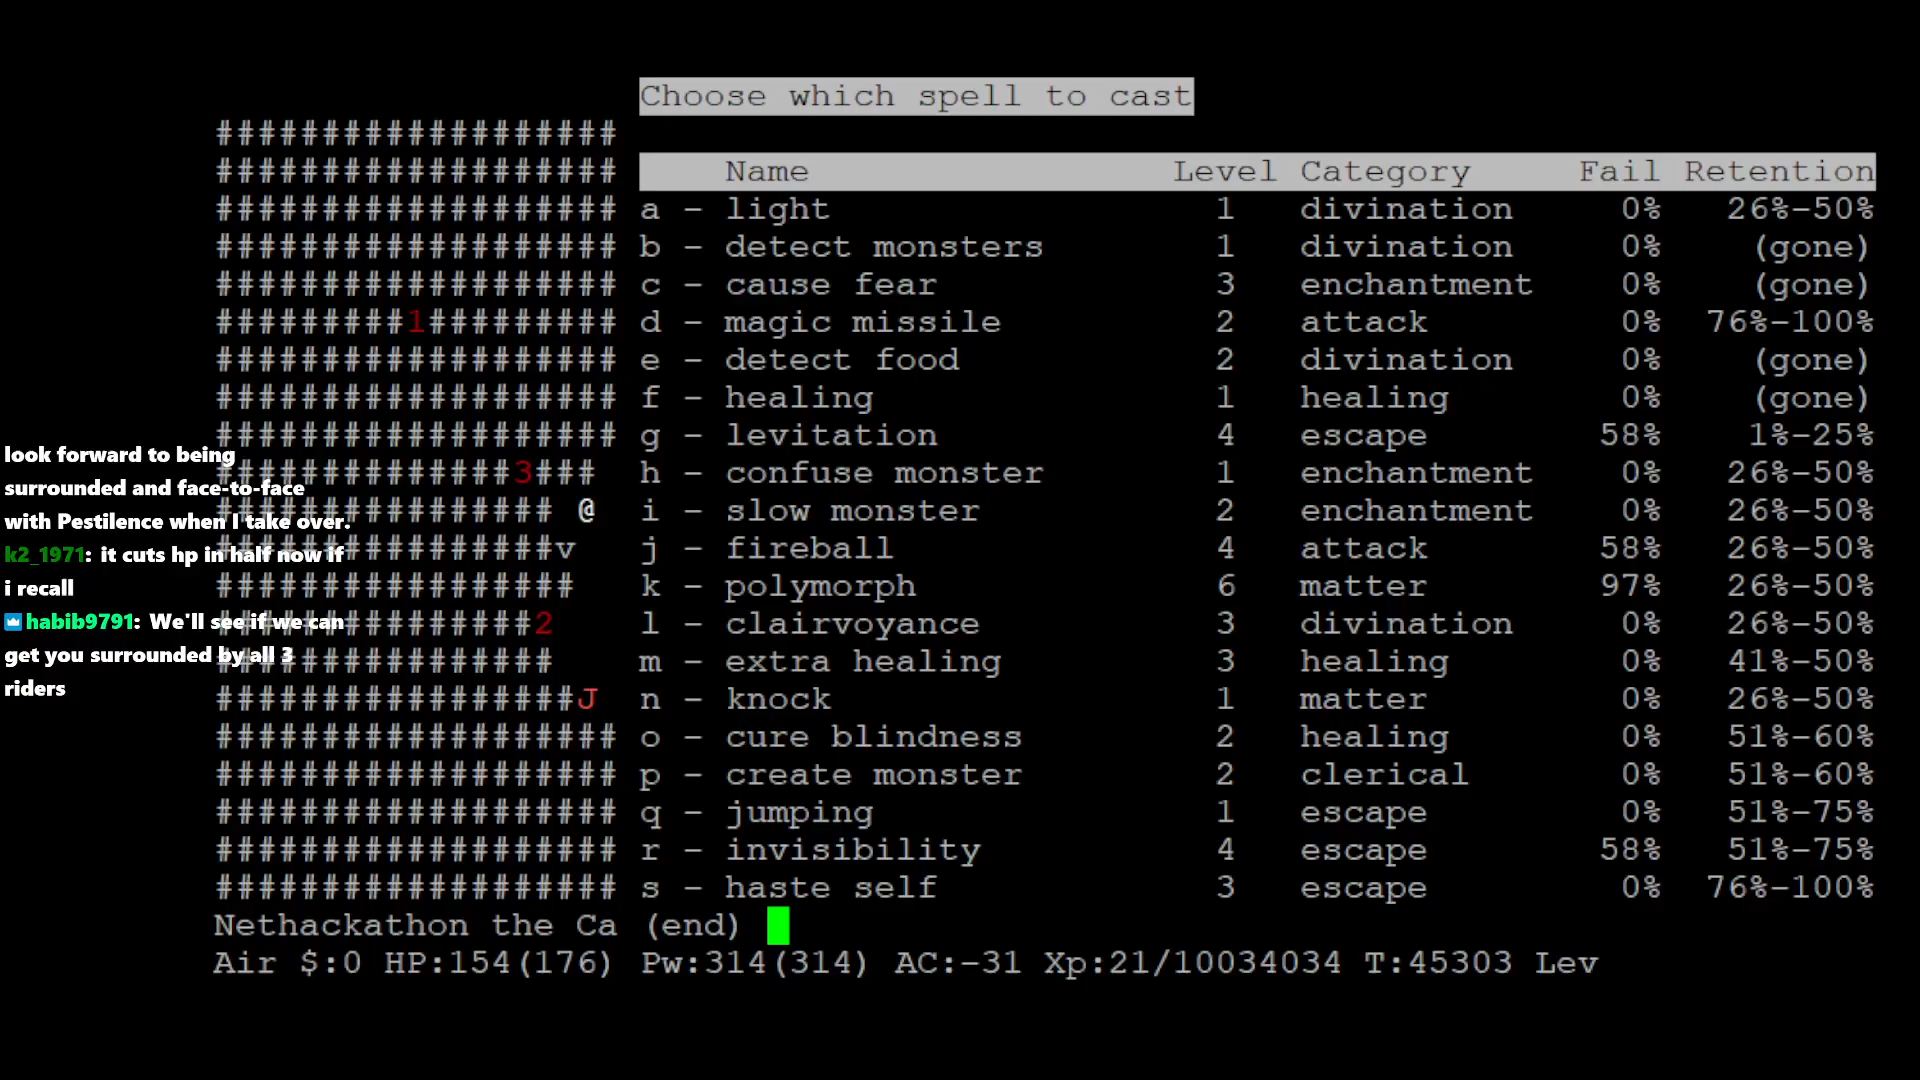 Choose which spell to cast
###################
################### Name Level Category Fail Retention
################### a - light 1 divination 0% 26%-50%
################### b - detect monsters 1 divination 0% (gone)
################### c - cause fear 3 enchantment 0% (gone)
#########1######### d - magic missile 2 attack 0% 76%-100%
################### e - detect food 2 divination 0% (gone)
################### f - healing 1 healing 0% (gone)
################### g - levitation 4 escape 58% 1%-25%
##############3### h - confuse monster 1 enchantment 0% 26%-50%
################ @ i - slow monster 2 enchantment 0% 26%-50%
################v j - fireball 4 attack 58% 26%-50%
################# k - polymorph 6 matter 97% 26%-50%
###############2 l - clairvoyance 3 divination 0% 26%-50%
################ m - extra healing 3 healing 0% 41%-50%
#################J n - knock 1 matter 0% 26%-50%
################### o - cure blindness 2 healing 0% 51%-60%
################### p - create monster 2 clerical 0% 51%-60%
################### q - jumping 1 escape 0% 51%-75%
################### r - invisibility 4 escape 58% 51%-75%
################### s - haste self 3 escape 0% 76%-100%
Nethackathon the Ca (end)
Air $:0 HP:154(176) Pw:314(314) AC:-31 Xp:21/10034034 T:45303 Lev
look forward to being
surrounded and face-to-face
with Pestilence when I take over.
k2_1971: it cuts hp in half now if
i recall
habib9791: We'll see if we can
get you surrounded by all 3
riders